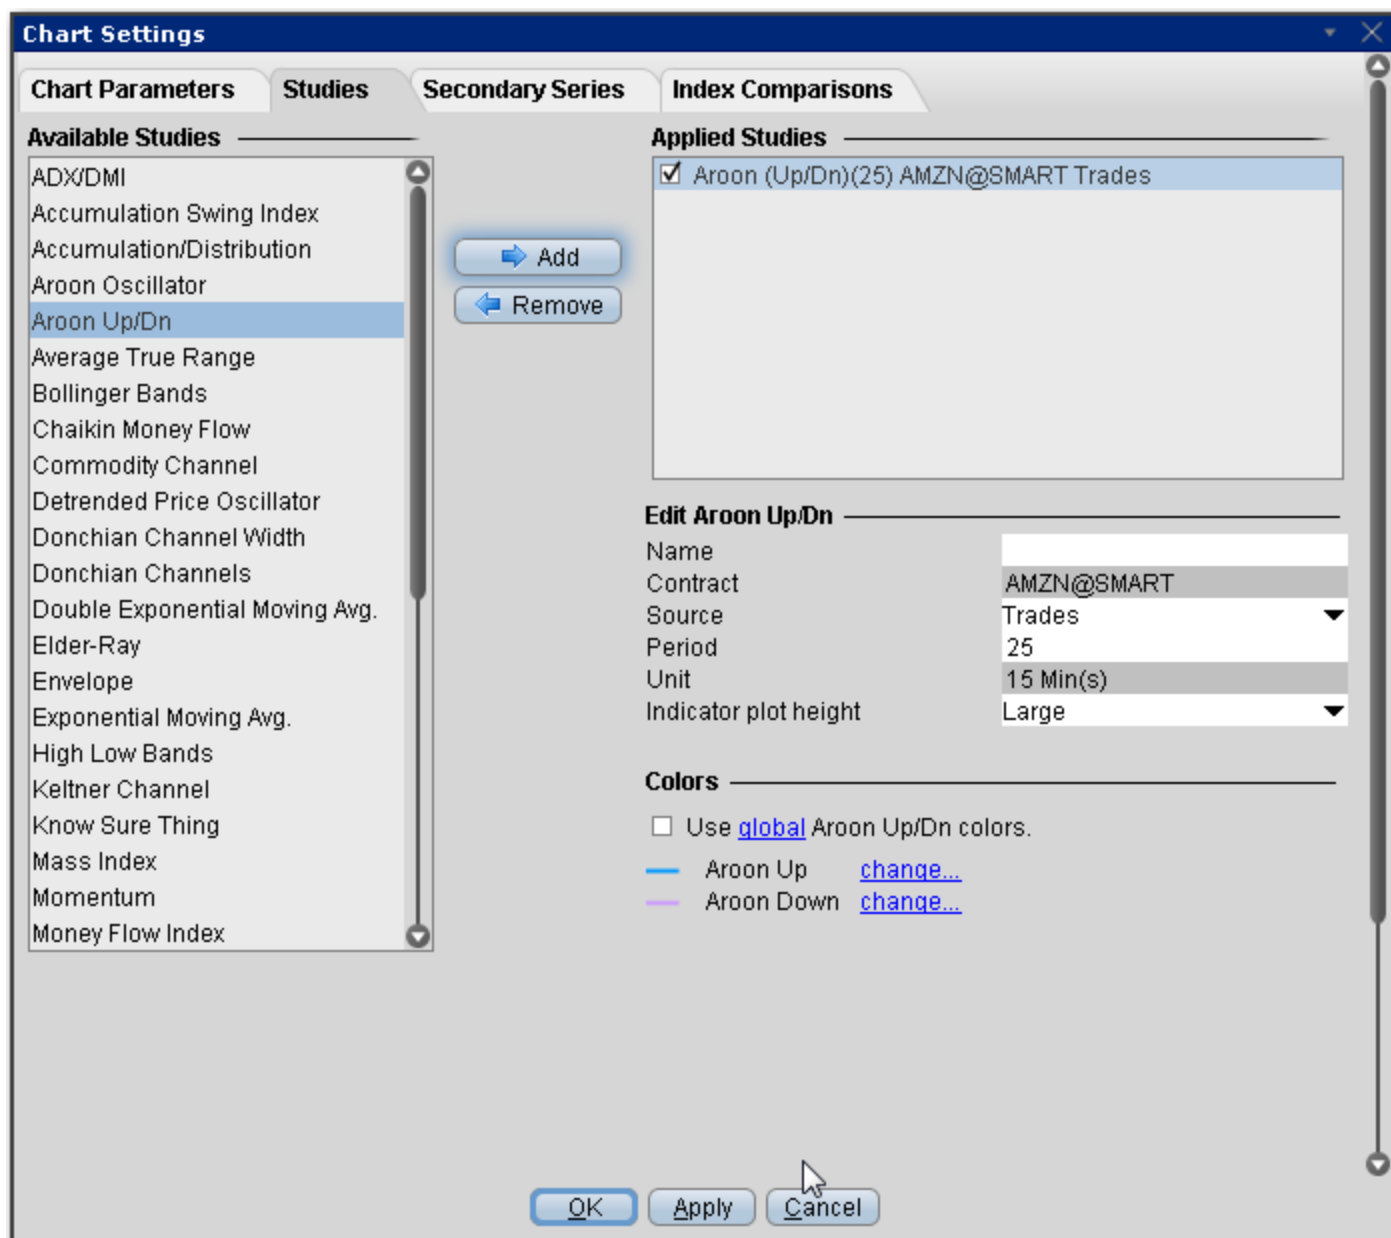 Chart Settings
Chart Parameters
Studies
Secondary Series
Index Comparisons
Available Studies
ADX/DMI
Accumulation Swing Index
Accumulation/Distribution
Aroon Oscillator
Aroon Up/Dn
Average True Range
Bollinger Bands
Chaikin Money Flow
Commodity Channel
Detrended Price Oscillator
Donchian Channel Width
Donchian Channels
Double Exponential Moving Avg.
Elder-Ray
Envelope
Exponential Moving Avg.
High Low Bands
Keltner Channel
Know Sure Thing
Mass Index
Momentum
Money Flow Index
Add
Remove
Applied Studies
Aroon (Up/Dn)(25) AMZN@SMART Trades
Edit Aroon Up/Dn
Name
Contract AMZN@SMART
Source Trades
Period 25
Unit 15 Min(s)
Indicator plot height Large
Colors
Use global Aroon Up/Dn colors.
Aroon Up change...
Aroon Down change...
OK
Apply
Cancel